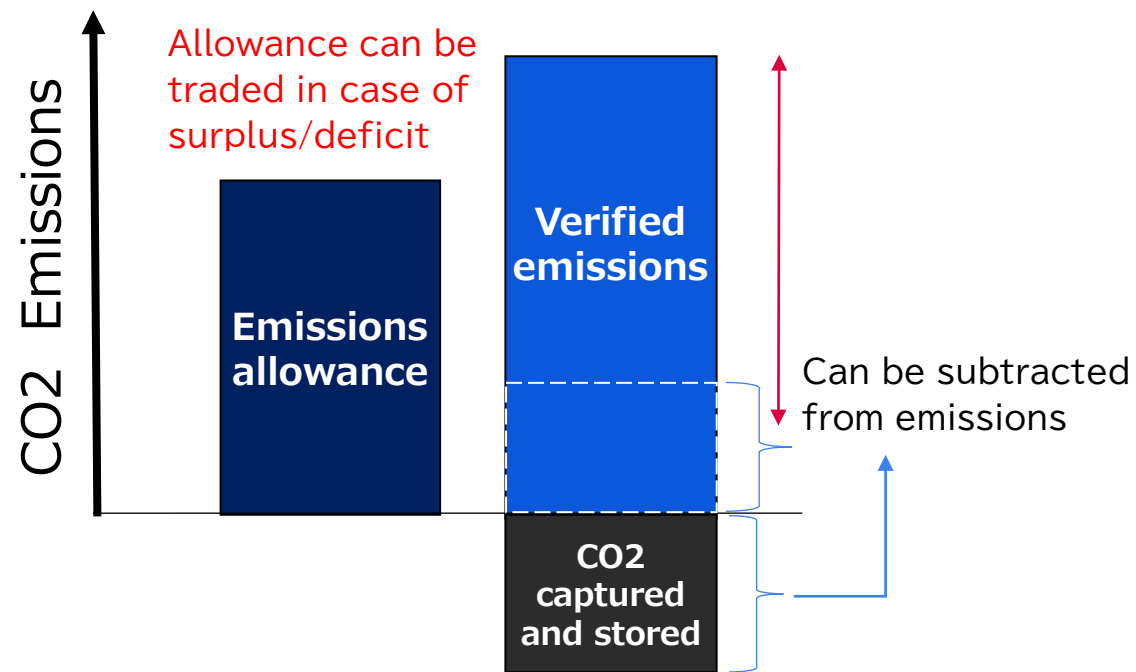 CO2 Emissions
Allowance can be
traded in case of
surplus/deficit
Emissions
allowance
Verified
emissions
Can be subtracted
from emissions
CO2
captured
and stored